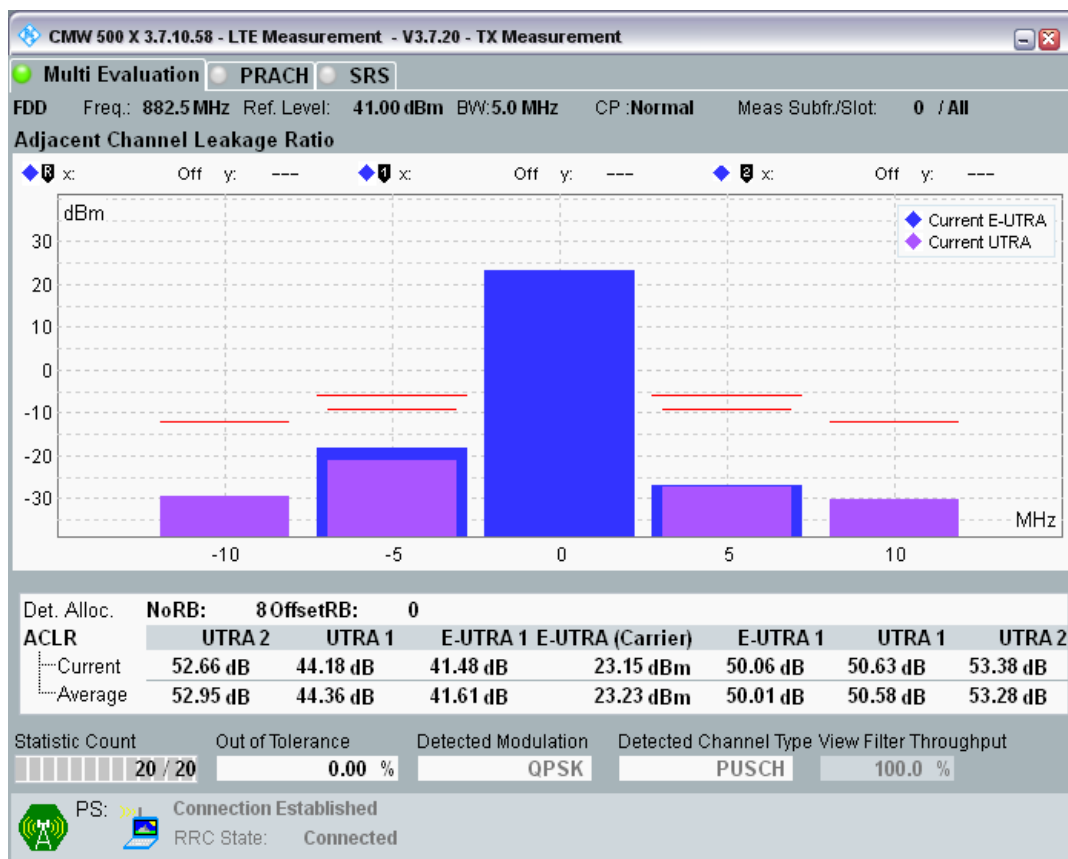 CMW 500 X 3.7.10.58 - LTE Measurement - V3.7.20 - TX Measurement
Multi Evaluation PRACH SRS
FDD Freq.: 882.5 MHz Ref. Level: 41.00 dBm BW:5.0 MHz CP :Normal Meas Subfr./Slot: 0 / All
Adjacent Channel Leakage Ratio
R x: Off y: --- 1 x: Off y: --- 2 x: Off y: ---
dBm
Current E-UTRA
Current UTRA
30
20
10
0
-10
-20
-30
MHz
-10 -5 0 5 10
Det. Alloc. NoRB: 8 OffsetRB: 0
ACLR UTRA 2 UTRA 1 E-UTRA 1 E-UTRA (Carrier) E-UTRA 1 UTRA 1 UTRA 2
Current 52.66 dB 44.18 dB 41.48 dB 23.15 dBm 50.06 dB 50.63 dB 53.38 dB
Average 52.95 dB 44.36 dB 41.61 dB 23.23 dBm 50.01 dB 50.58 dB 53.28 dB
Statistic Count Out of Tolerance Detected Modulation Detected Channel Type View Filter Throughput
20 / 20 0.00 % QPSK PUSCH 100.0 %
PS: Connection Established
RRC State: Connected